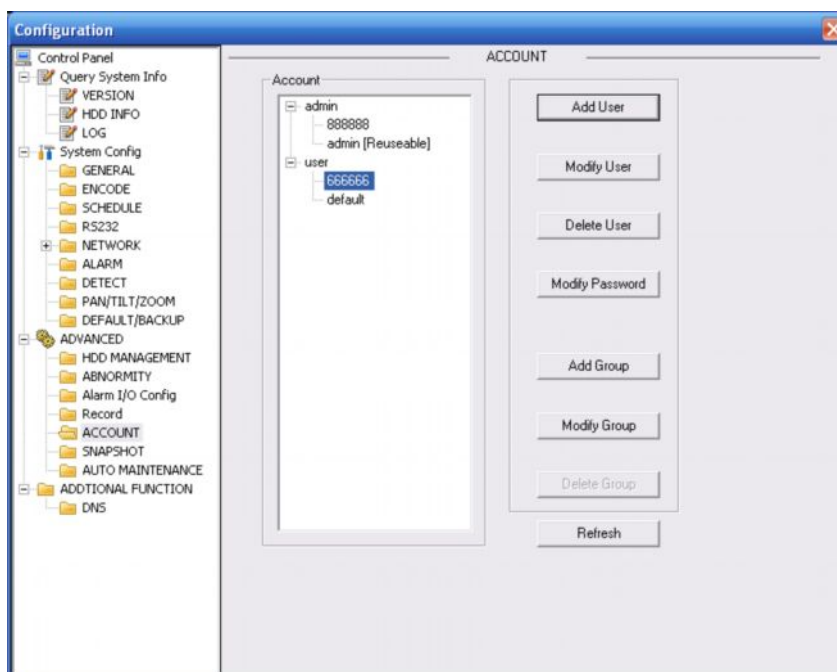 Configuration
Control Panel
Query System Info
VERSION
HDD INFO
LOG
System Config
GENERAL
ENCODE
SCHEDULE
RS232
NETWORK
ALARM
DETECT
PAN/TILT/ZOOM
DEFAULT/BACKUP
ADVANCED
HDD MANAGEMENT
ABNORMITY
Alarm I/O Config
Record
ACCOUNT
SNAPSHOT
AUTO MAINTENANCE
ADDTIONAL FUNCTION
DNS
ACCOUNT
Account
admin
888888
admin [Reuseable]
user
666666
default
Add User
Modify User
Delete User
Modify Password
Add Group
Modify Group
Delete Group
Refresh